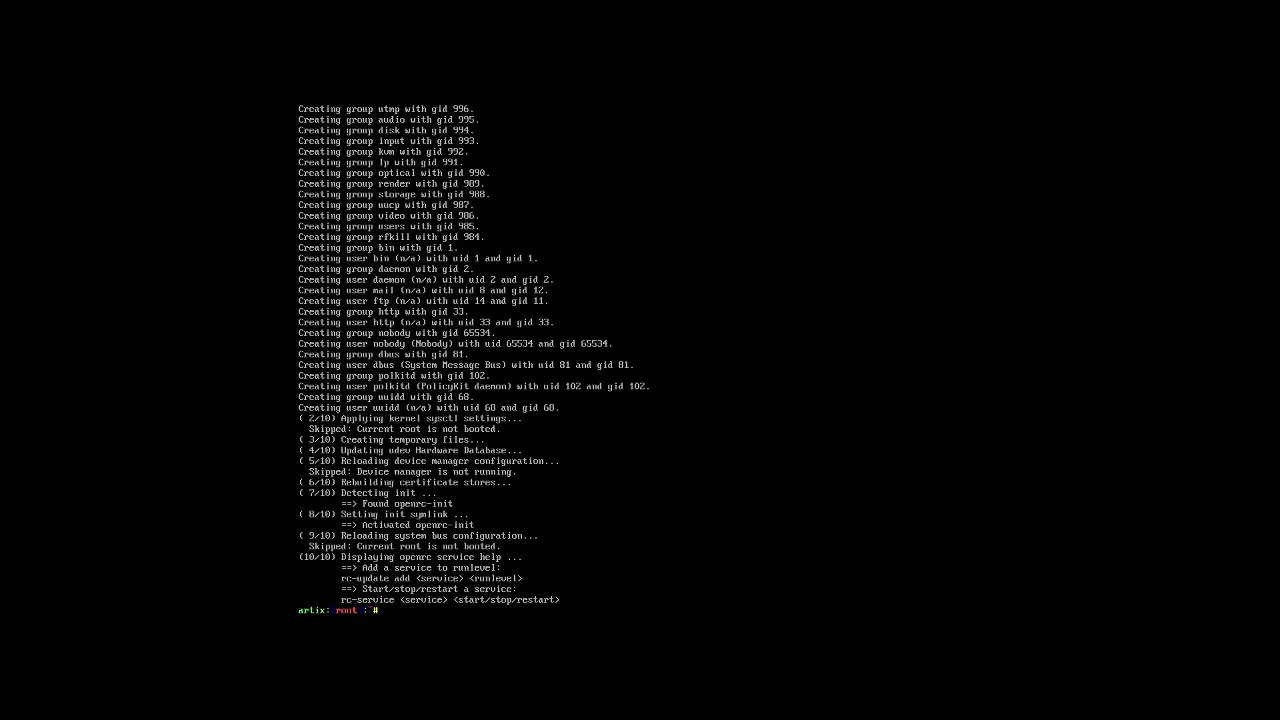 Creating group utmp with gid 996.
Creating group audio with gid 995.
Creating group disk with gid 994.
Creating group input with gid 993.
Creating group kvm with gid 992.
Creating group lp with gid 991.
Creating group optical with gid 990.
Creating group render with gid 989.
Creating group storage with gid 988.
Creating group uucp with gid 987.
Creating group video with gid 986.
Creating group users with gid 985.
Creating group rfkill with gid 984.
Creating group bin with gid 1.
Creating user bin (n/a) with uid 1 and gid 1.
Creating group daemon with gid 2.
Creating user daemon (n/a) with uid 2 and gid 2.
Creating user mail (n/a) with uid 8 and gid 12.
Creating user ftp (n/a) with uid 14 and gid 11.
Creating group http with gid 33.
Creating user http (n/a) with uid 33 and gid 33.
Creating group nobody with gid 65534.
Creating user nobody (Nobody) with uid 65534 and gid 65534.
Creating group dbus with gid 81.
Creating user dbus (System Message Bus) with uid 81 and gid 81.
Creating group polkitd with gid 102.
Creating user polkitd (PolicyKit daemon) with uid 102 and gid 102.
Creating group uuidd with gid 68.
Creating user uuidd (n/a) with uid 68 and gid 68.
( 2/10) Applying kernel sysctl settings...
  Skipped: Current root is not booted.
( 3/10) Creating temporary files...
( 4/10) Updating udev Hardware Database...
( 5/10) Reloading device manager configuration...
  Skipped: Device manager is not running.
( 6/10) Rebuilding certificate stores...
( 7/10) Detecting init ...
        ==> Found openrc-init
( 8/10) Setting init symlink ...
        ==> Activated openrc-init
( 9/10) Reloading system bus configuration...
  Skipped: Current root is not booted.
(10/10) Displaying openrc service help ...
        ==> Add a service to runlevel:
        rc-update add <service> <runlevel>
        ==> Start/stop/restart a service:
        rc-service <service> <start/stop/restart>
artix:[root]:~#